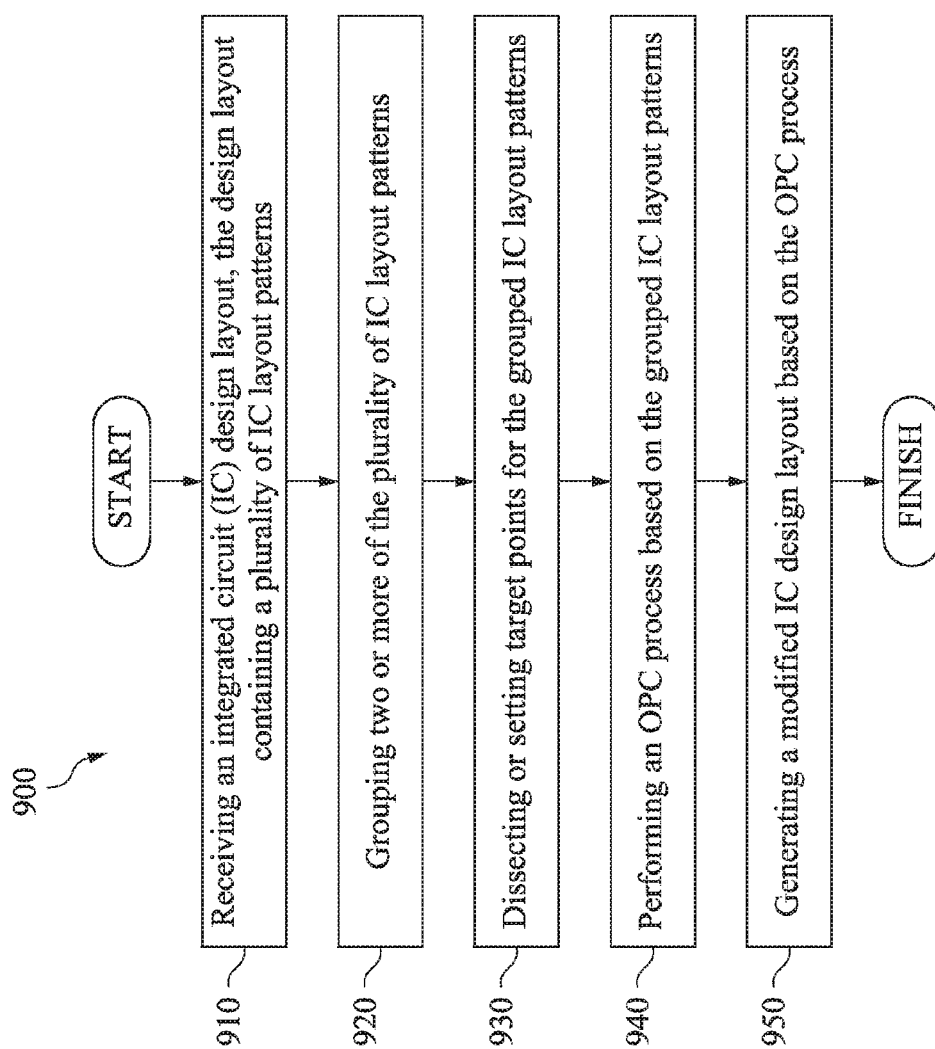 900
START
910
Receiving an integrated circuit (IC) design layout, the design layout
containing a plurality of IC layout patterns
920
Grouping two or more of the plurality of IC layout patterns
930
Dissecting or setting target points for the grouped IC layout patterns
940
Performing an OPC process based on the grouped IC layout patterns
950
Generating a modified IC design layout based on the OPC process
FINISH